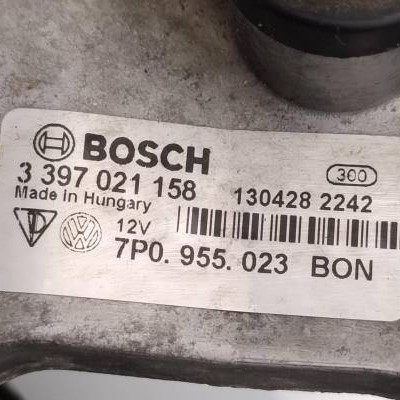 BOSCH
300
3 397 021 158 130428 2242
Made in Hungary
12V
7P0. 955. 023 BON